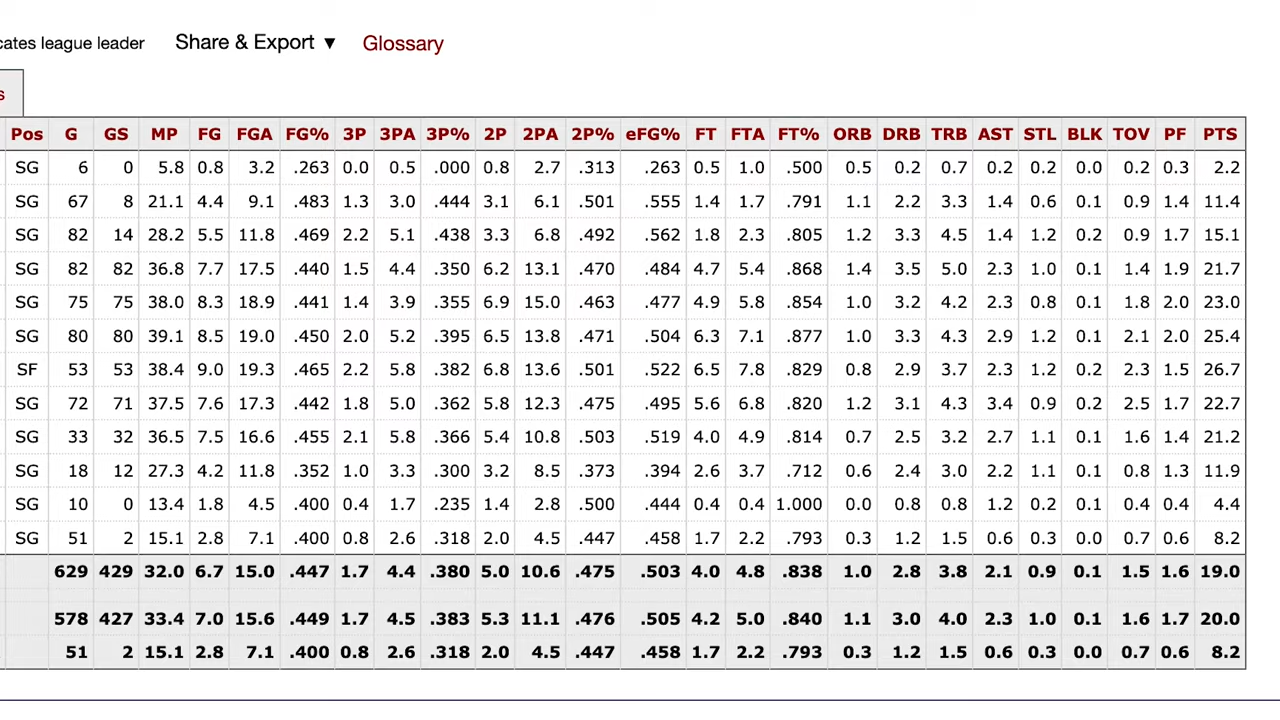 cates league leader Share & Export ▼ Glossary
s
Pos G GS MP FG FGA FG% 3P 3PA 3P% 2P 2PA 2P% eFG% FT FTA FT% ORB DRB TRB AST STL BLK TOV PF PTS
SG 6 0 5.8 0.8 3.2 .263 0.0 0.5 .000 0.8 2.7 .313 .263 0.5 1.0 .500 0.5 0.2 0.7 0.2 0.2 0.0 0.2 0.3 2.2
SG 67 8 21.1 4.4 9.1 .483 1.3 3.0 .444 3.1 6.1 .501 .555 1.4 1.7 .791 1.1 2.2 3.3 1.4 0.6 0.1 0.9 1.4 11.4
SG 82 14 28.2 5.5 11.8 .469 2.2 5.1 .438 3.3 6.8 .492 .562 1.8 2.3 .805 1.2 3.3 4.5 1.4 1.2 0.2 0.9 1.7 15.1
SG 82 82 36.8 7.7 17.5 .440 1.5 4.4 .350 6.2 13.1 .470 .484 4.7 5.4 .868 1.4 3.5 5.0 2.3 1.0 0.1 1.4 1.9 21.7
SG 75 75 38.0 8.3 18.9 .441 1.4 3.9 .355 6.9 15.0 .463 .477 4.9 5.8 .854 1.0 3.2 4.2 2.3 0.8 0.1 1.8 2.0 23.0
SG 80 80 39.1 8.5 19.0 .450 2.0 5.2 .395 6.5 13.8 .471 .504 6.3 7.1 .877 1.0 3.3 4.3 2.9 1.2 0.1 2.1 2.0 25.4
SF 53 53 38.4 9.0 19.3 .465 2.2 5.8 .382 6.8 13.6 .501 .522 6.5 7.8 .829 0.8 2.9 3.7 2.3 1.2 0.2 2.3 1.5 26.7
SG 72 71 37.5 7.6 17.3 .442 1.8 5.0 .362 5.8 12.3 .475 .495 5.6 6.8 .820 1.2 3.1 4.3 3.4 0.9 0.2 2.5 1.7 22.7
SG 33 32 36.5 7.5 16.6 .455 2.1 5.8 .366 5.4 10.8 .503 .519 4.0 4.9 .814 0.7 2.5 3.2 2.7 1.1 0.1 1.6 1.4 21.2
SG 18 12 27.3 4.2 11.8 .352 1.0 3.3 .300 3.2 8.5 .373 .394 2.6 3.7 .712 0.6 2.4 3.0 2.2 1.1 0.1 0.8 1.3 11.9
SG 10 0 13.4 1.8 4.5 .400 0.4 1.7 .235 1.4 2.8 .500 .444 0.4 0.4 1.000 0.0 0.8 0.8 1.2 0.2 0.1 0.4 0.4 4.4
SG 51 2 15.1 2.8 7.1 .400 0.8 2.6 .318 2.0 4.5 .447 .458 1.7 2.2 .793 0.3 1.2 1.5 0.6 0.3 0.0 0.7 0.6 8.2
629 429 32.0 6.7 15.0 .447 1.7 4.4 .380 5.0 10.6 .475 .503 4.0 4.8 .838 1.0 2.8 3.8 2.1 0.9 0.1 1.5 1.6 19.0
578 427 33.4 7.0 15.6 .449 1.7 4.5 .383 5.3 11.1 .476 .505 4.2 5.0 .840 1.1 3.0 4.0 2.3 1.0 0.1 1.6 1.7 20.0
51 2 15.1 2.8 7.1 .400 0.8 2.6 .318 2.0 4.5 .447 .458 1.7 2.2 .793 0.3 1.2 1.5 0.6 0.3 0.0 0.7 0.6 8.2